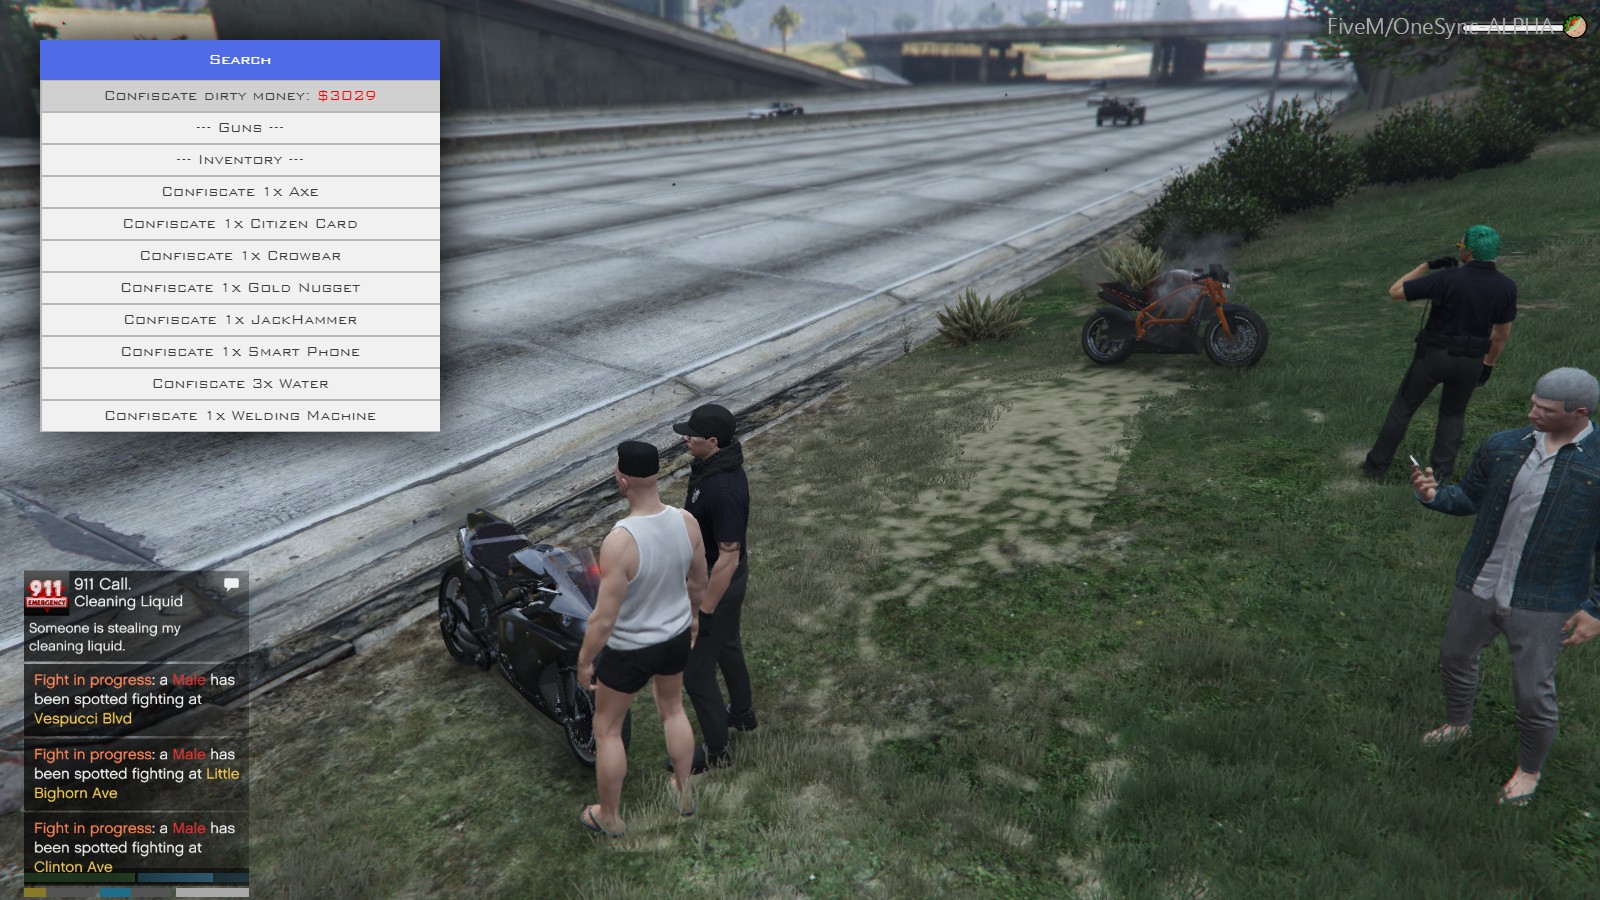 FiveM/OneSync-ALPHA
Search
Confiscate dirty money: $3029
--- Guns ---
--- Inventory ---
Confiscate 1x Axe
Confiscate 1x Citizen Card
Confiscate 1x Crowbar
Confiscate 1x Gold Nugget
Confiscate 1x JackHammer
Confiscate 1x Smart Phone
Confiscate 3x Water
Confiscate 1x Welding Machine
911
EMERGENCY
911 Call.
Cleaning Liquid
Someone is stealing my
cleaning liquid.
Fight in progress: a Male has
been spotted fighting at
Vespucci Blvd
Fight in progress: a Male has
been spotted fighting at Little
Bighorn Ave
Fight in progress: a Male has
been spotted fighting at
Clinton Ave